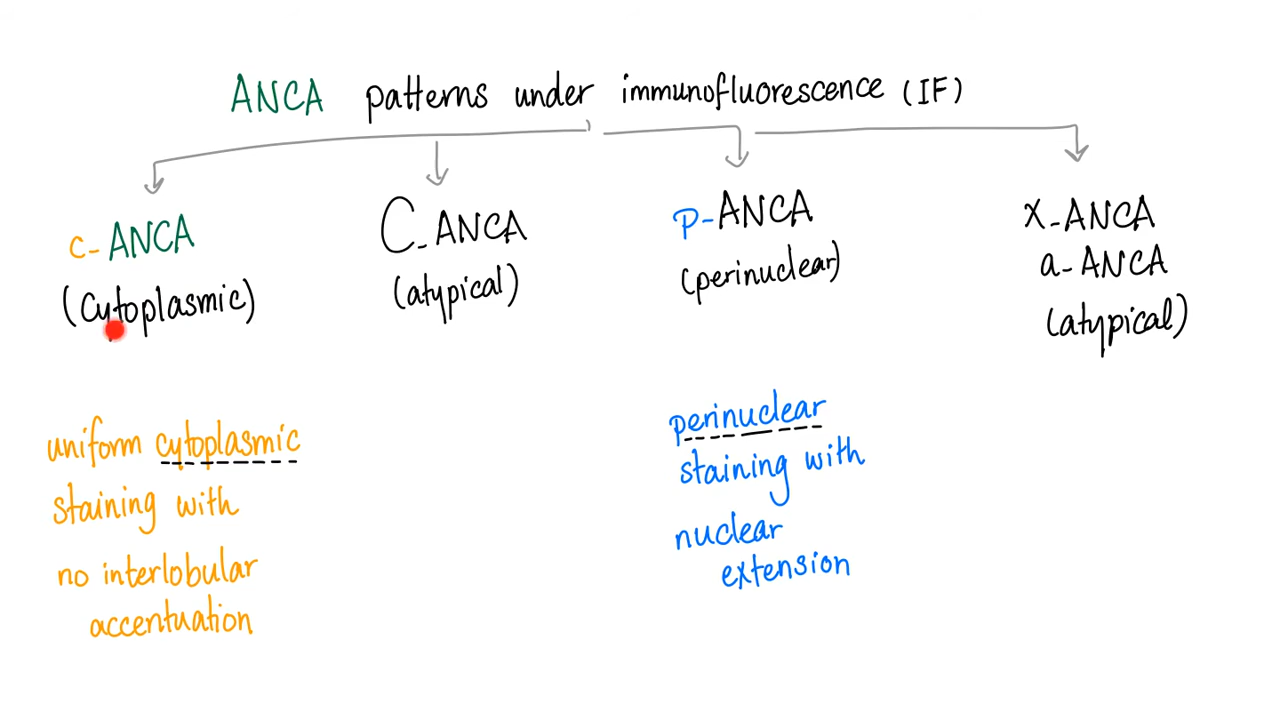 ANCA patterns under immunofluorescence (IF)
c-ANCA
(Cytoplasmic)
C-ANCA
(atypical)
p-ANCA
(perinuclear)
X-ANCA
a-ANCA
(atypical)
uniform cytoplasmic
staining with
no interlobular
accentuation
perinuclear
staining with
nuclear
extension